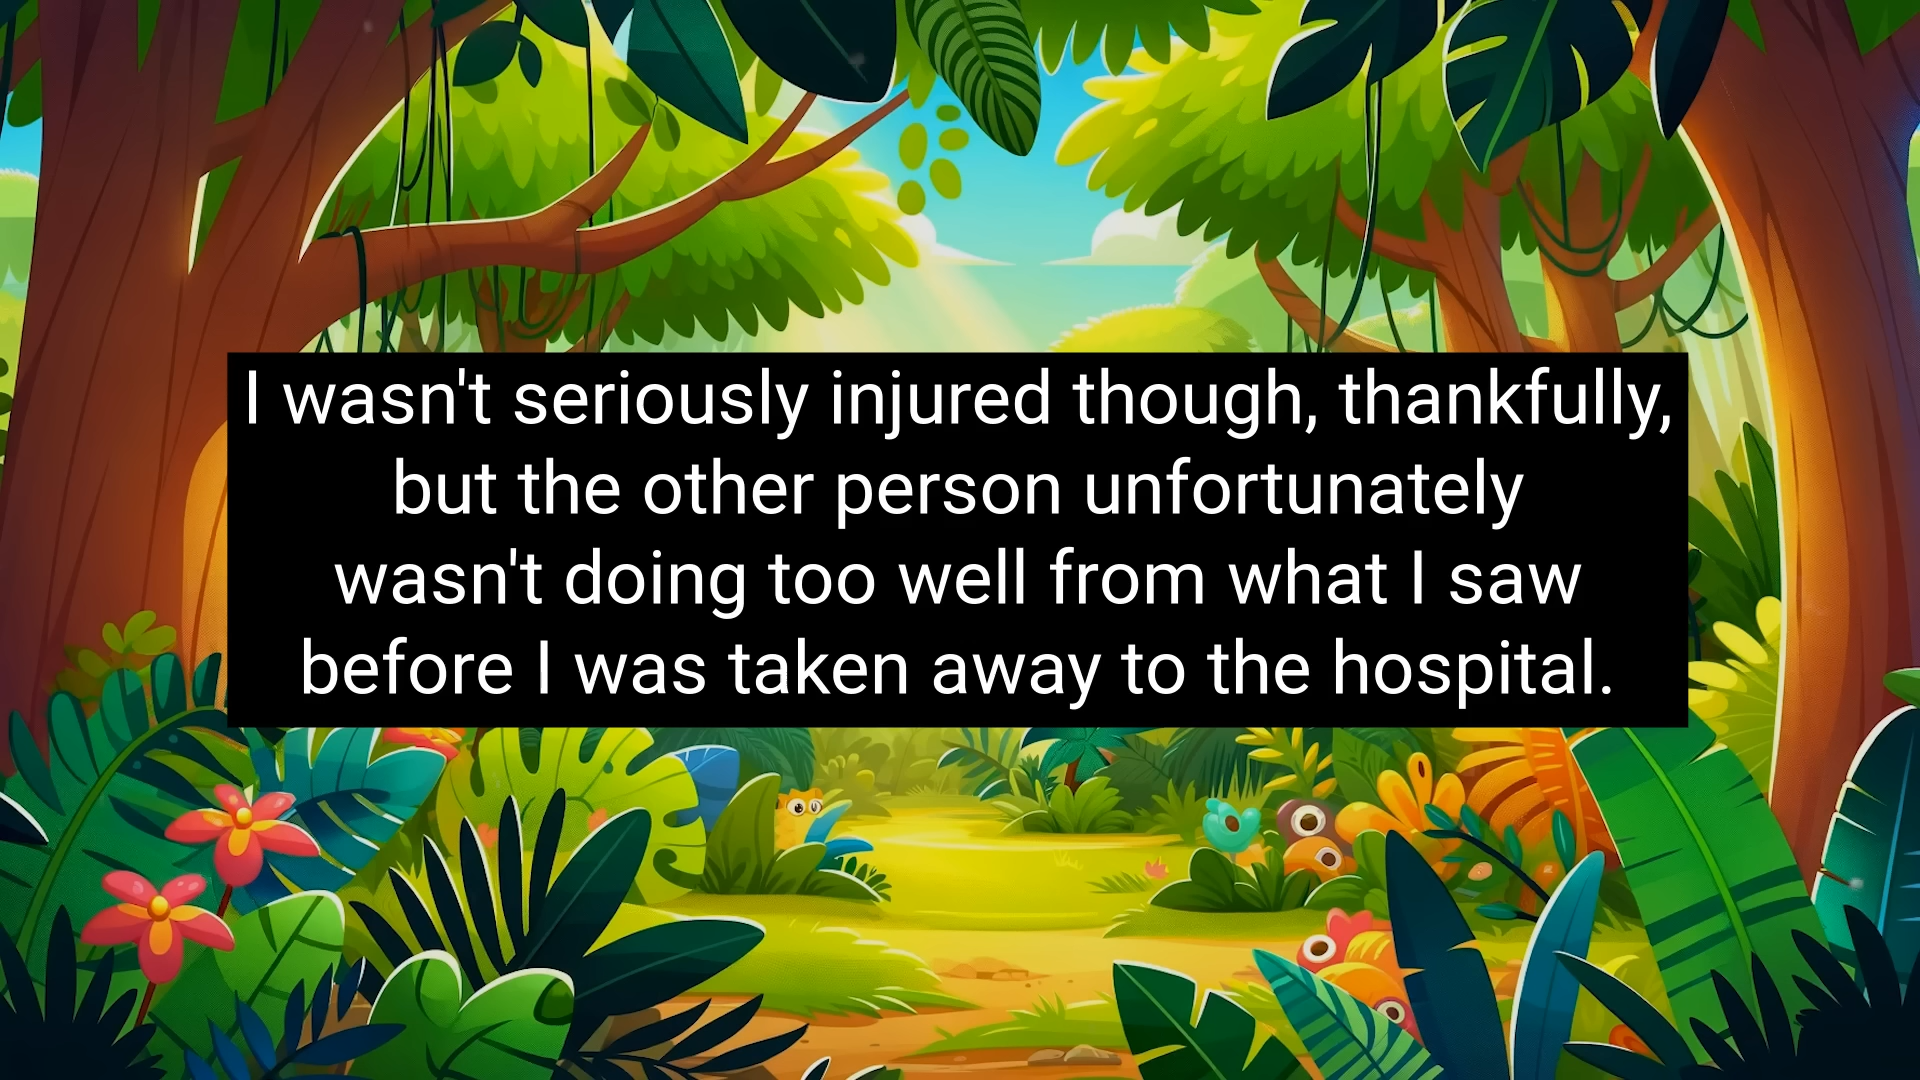 I wasn't seriously injured though, thankfully,
but the other person unfortunately
wasn't doing too well from what I saw
before I was taken away to the hospital.